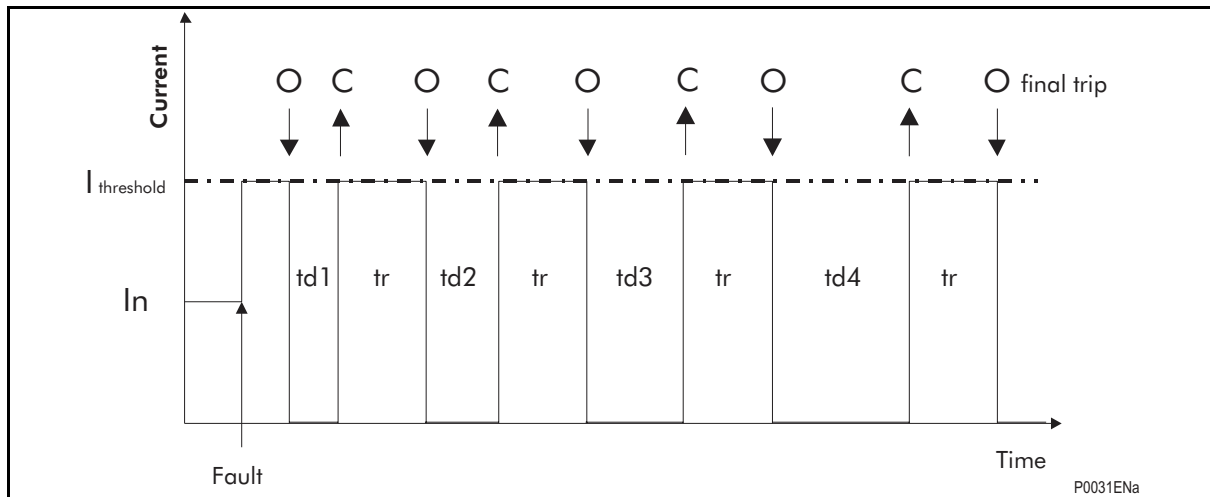 Current
O C O C O C O C O final trip
I threshold
td1 tr td2 tr td3 tr td4 tr
In
Fault
Time
P0031ENa